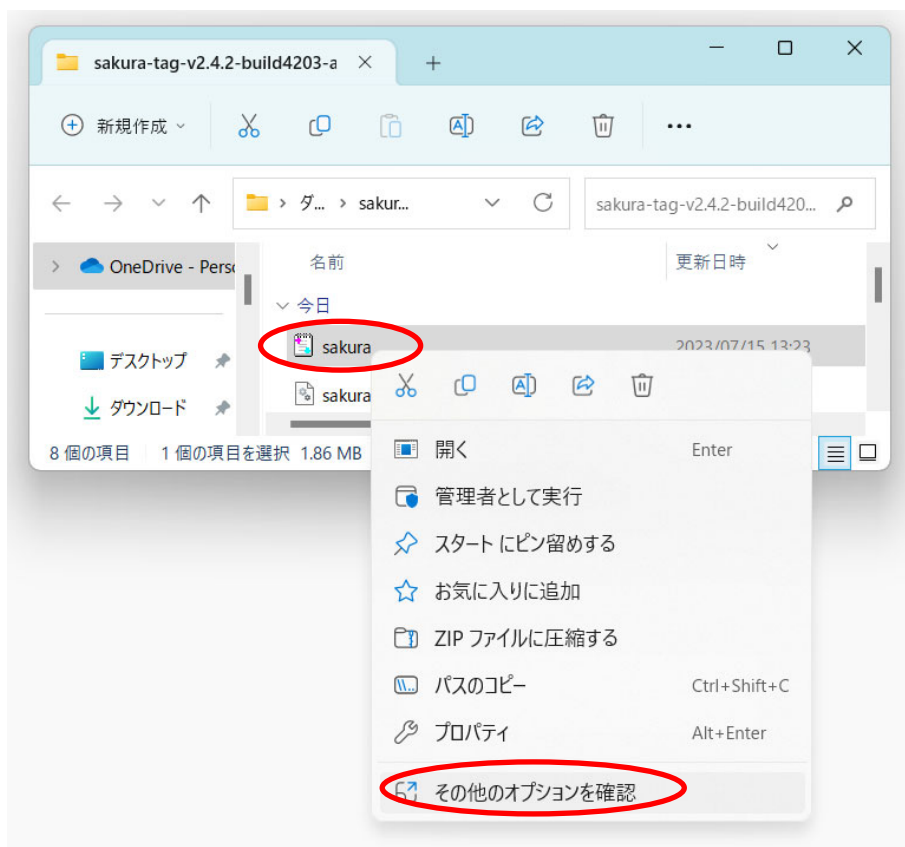 sakura-tag-v2.4.2-build4203-a
新規作成
ダ... › sakur...
sakura-tag-v2.4.2-build420...
OneDrive - Perso
名前
更新日時
今日
sakura
2023/07/15 13:23
デスクトップ
sakura
ダウンロード
8 個の項目
1 個の項目を選択 1.86 MB
開く Enter
管理者として実行
スタート にピン留めする
お気に入りに追加
ZIP ファイルに圧縮する
パスのコピー Ctrl+Shift+C
プロパティ Alt+Enter
その他のオプションを確認